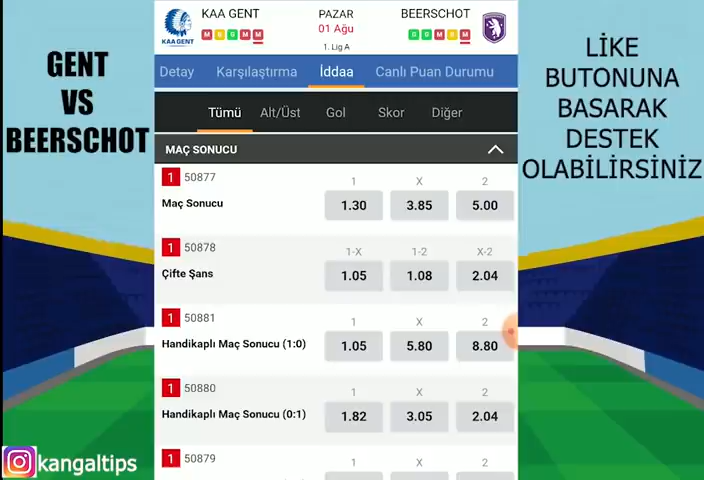 GENT
VS
BEERSCHOT
KAA GENT
KAA GENT
M B G M M
PAZAR
01 Ağu
1. Lig A
BEERSCHOT
G G M B M
Detay Karşılaştırma İddaa Canlı Puan Durumu
Tümü Alt/Üst Gol Skor Diğer
MAÇ SONUCU
1 50877
1 X 2
Maç Sonucu 1.30 3.85 5.00
1 50878
1-X 1-2 X-2
Çifte Şans 1.05 1.08 2.04
1 50881
1 X 2
Handikaplı Maç Sonucu (1:0) 1.05 5.80 8.80
1 50880
1 X 2
Handikaplı Maç Sonucu (0:1) 1.82 3.05 2.04
1 50879
1 X 2
LİKE
BUTONUNA
BASARAK
DESTEK
OLABİLİRSİNİZ
kangaltips